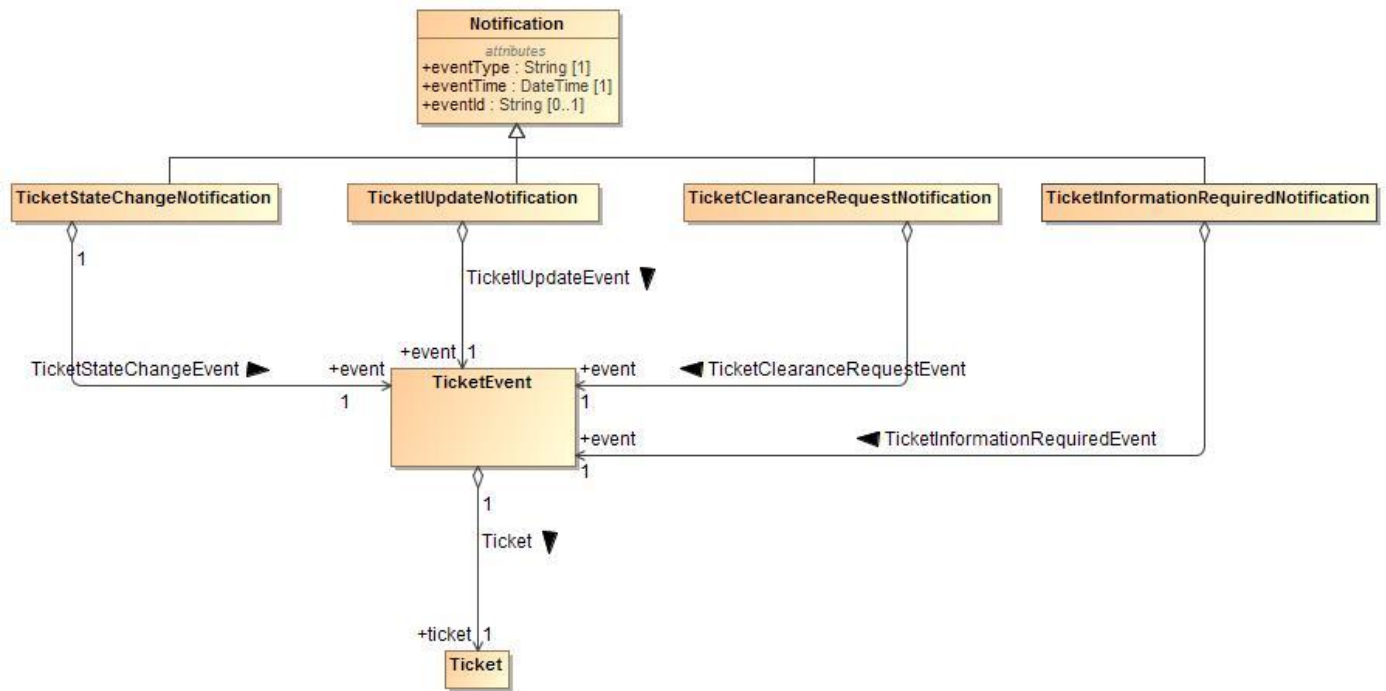 Notification
attributes
+eventType : String [1]
+eventTime : DateTime [1]
+eventId : String [0..1]
TicketStateChangeNotification
TicketIUpdateNotification
TicketClearanceRequestNotification
TicketInformationRequiredNotification
1
TicketIUpdateEvent
+event 1
TicketStateChangeEvent
+event
1
+event
TicketClearanceRequestEvent
1
TicketEvent
+event
TicketInformationRequiredEvent
1
1
Ticket
+ticket 1
Ticket